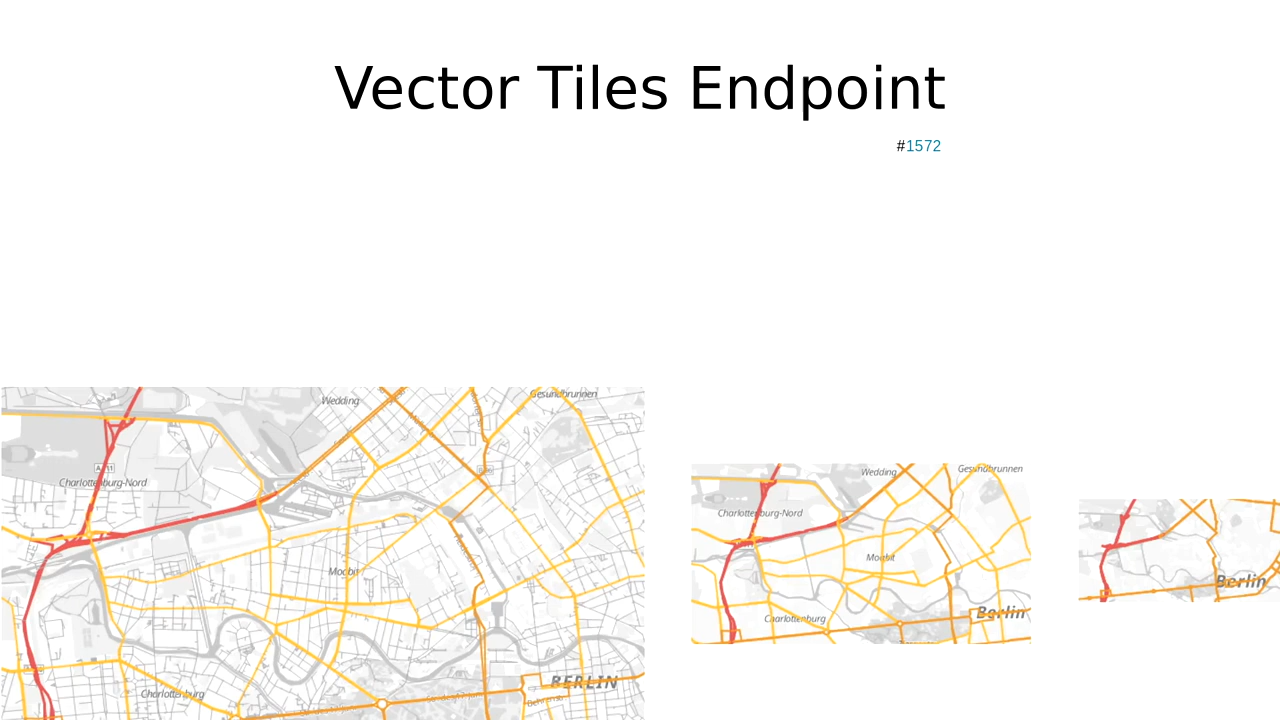 Vector Tiles Endpoint
#1572
Wedding
Gesundbrunnen
Charlottenburg-Nord
Moabit
BERLIN
Charlottenburg
Wedding
Gesundbrunnen
Charlottenburg-Nord
Moabit
Berlin
Charlottenburg
Berlin